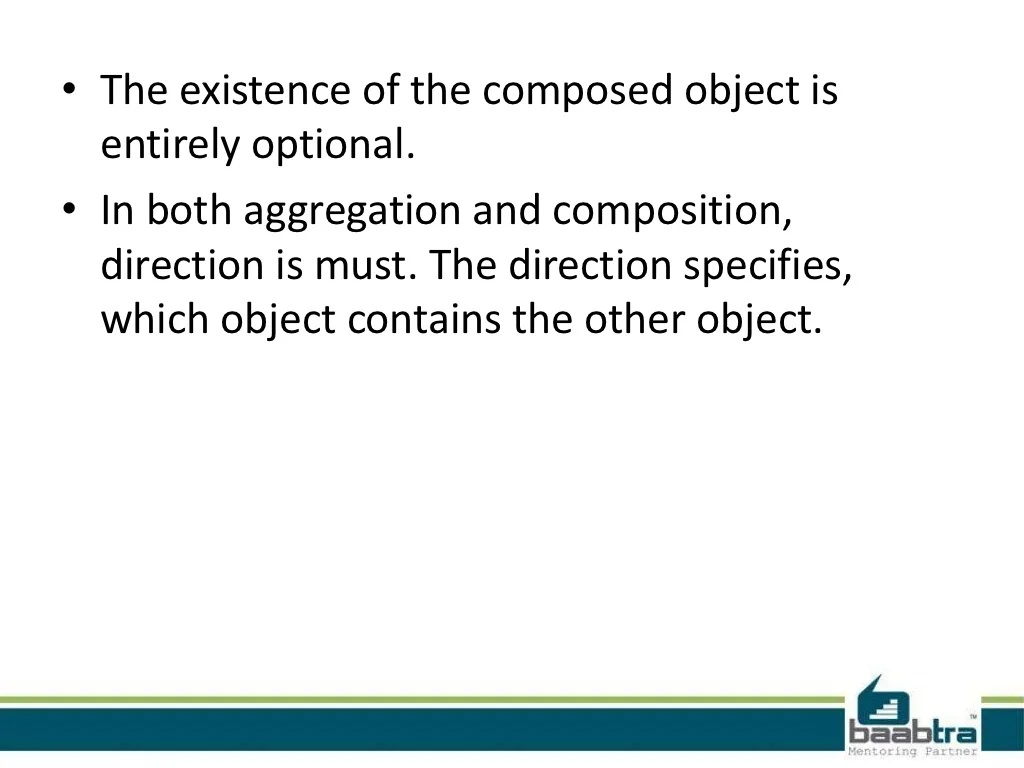 • The existence of the composed object is
entirely optional.
• In both aggregation and composition,
direction is must. The direction specifies,
which object contains the other object.
baabtra™
Mentoring Partner